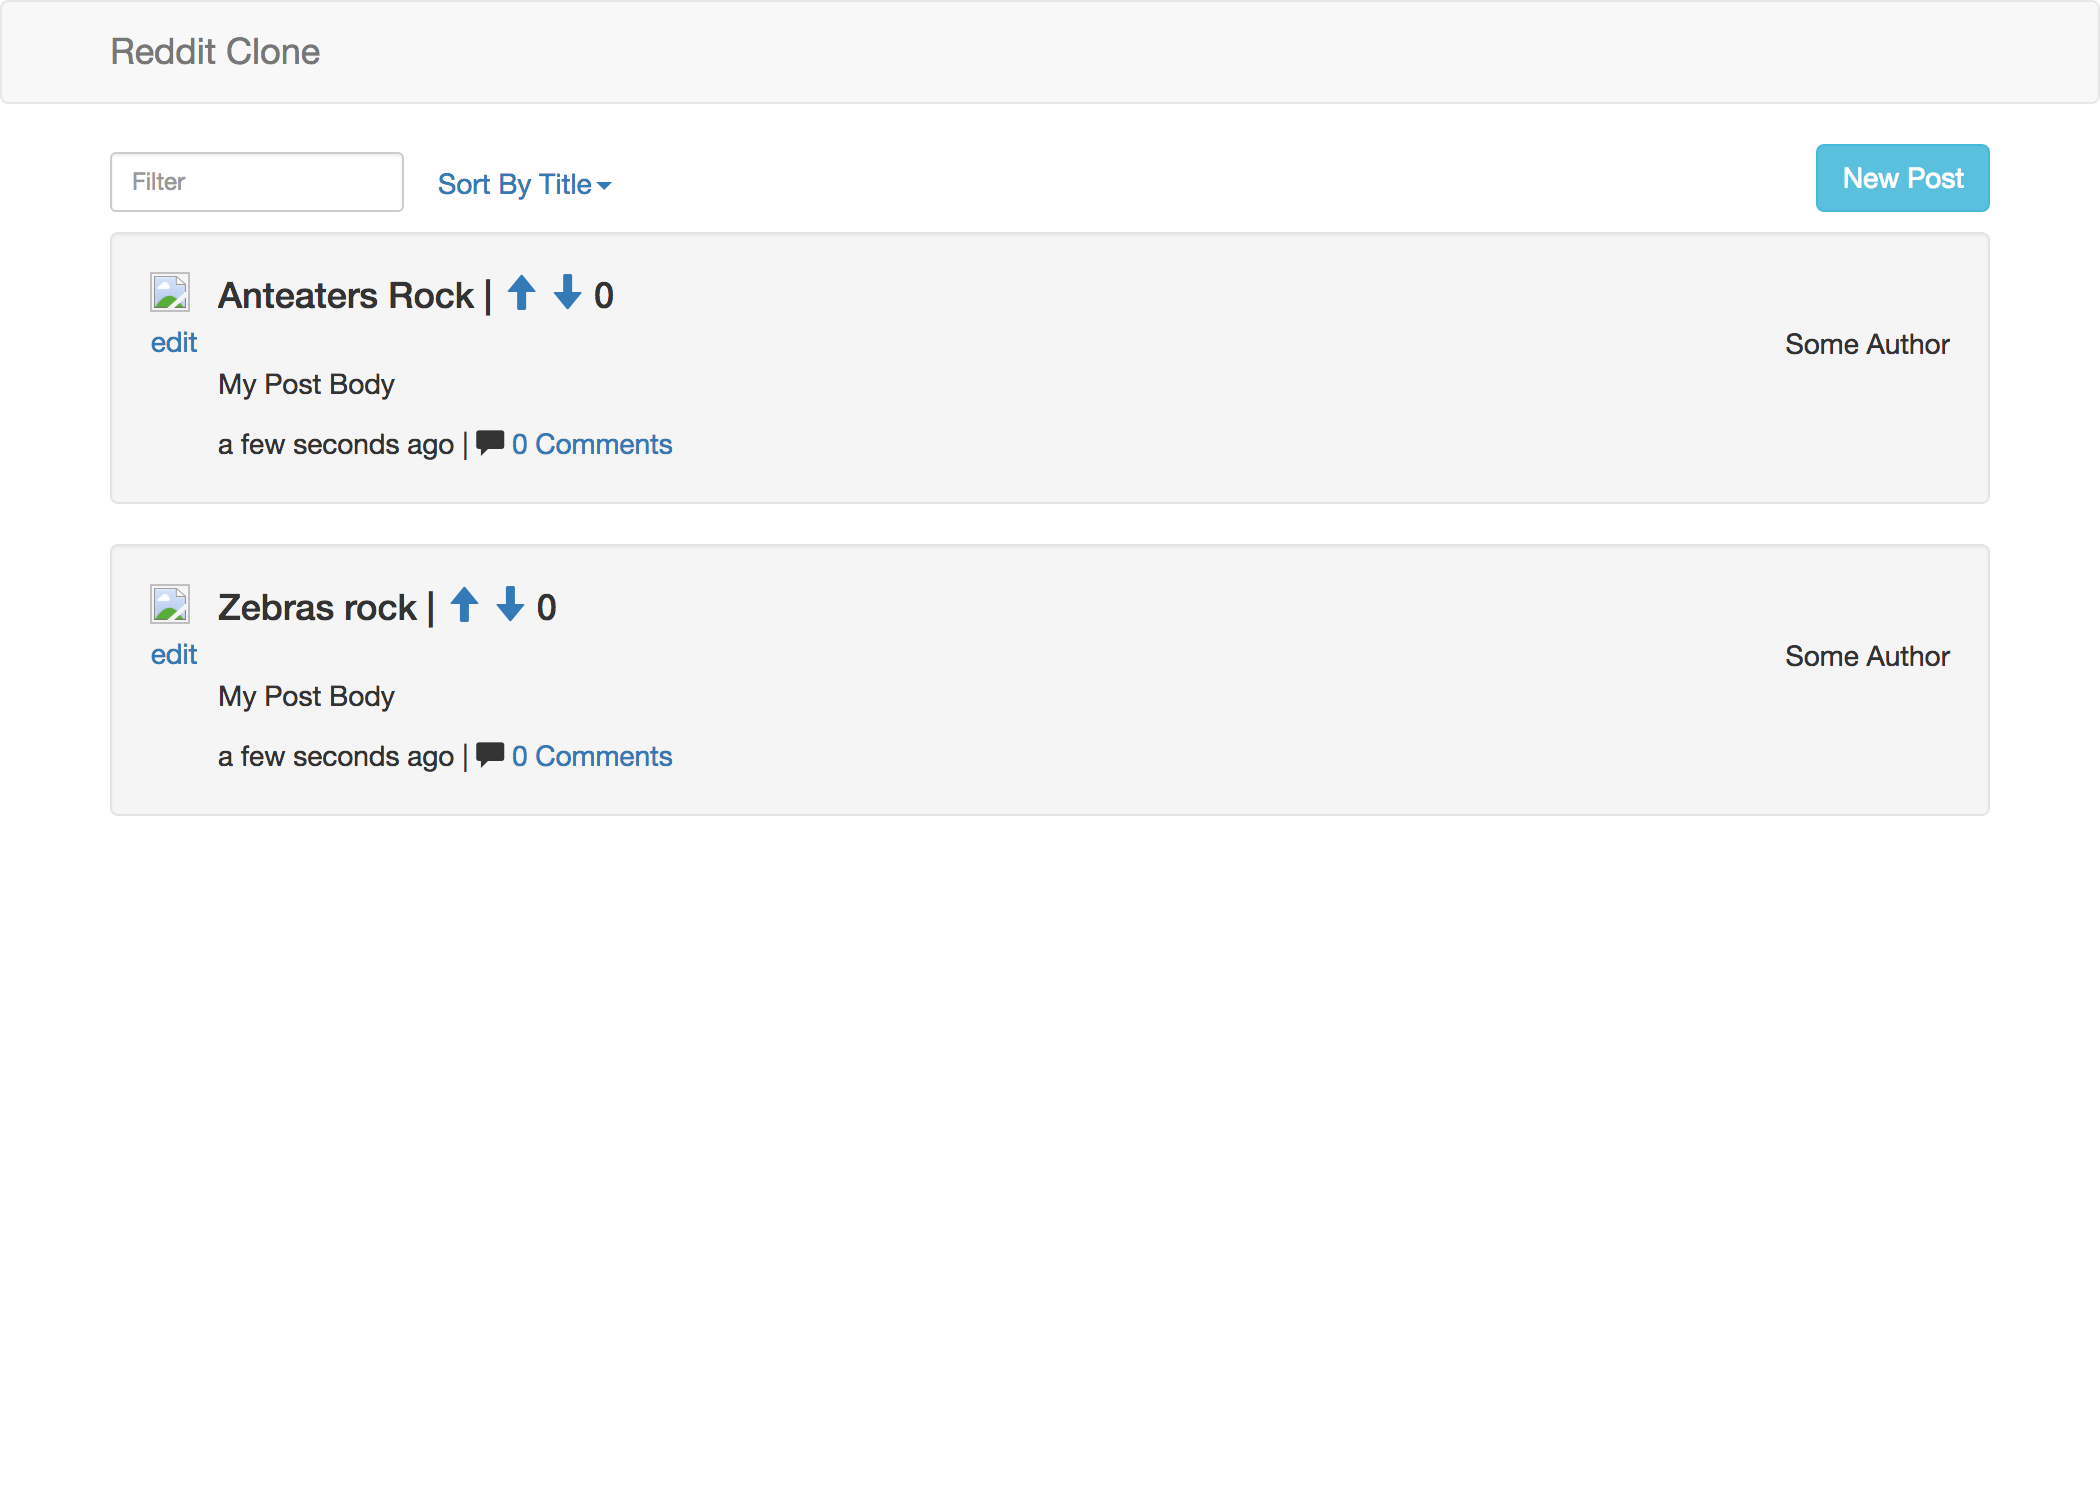 Reddit Clone
Filter
Sort By Title
New Post
Anteaters Rock | 0
edit
Some Author
My Post Body
a few seconds ago | 0 Comments
Zebras rock | 0
edit
Some Author
My Post Body
a few seconds ago | 0 Comments